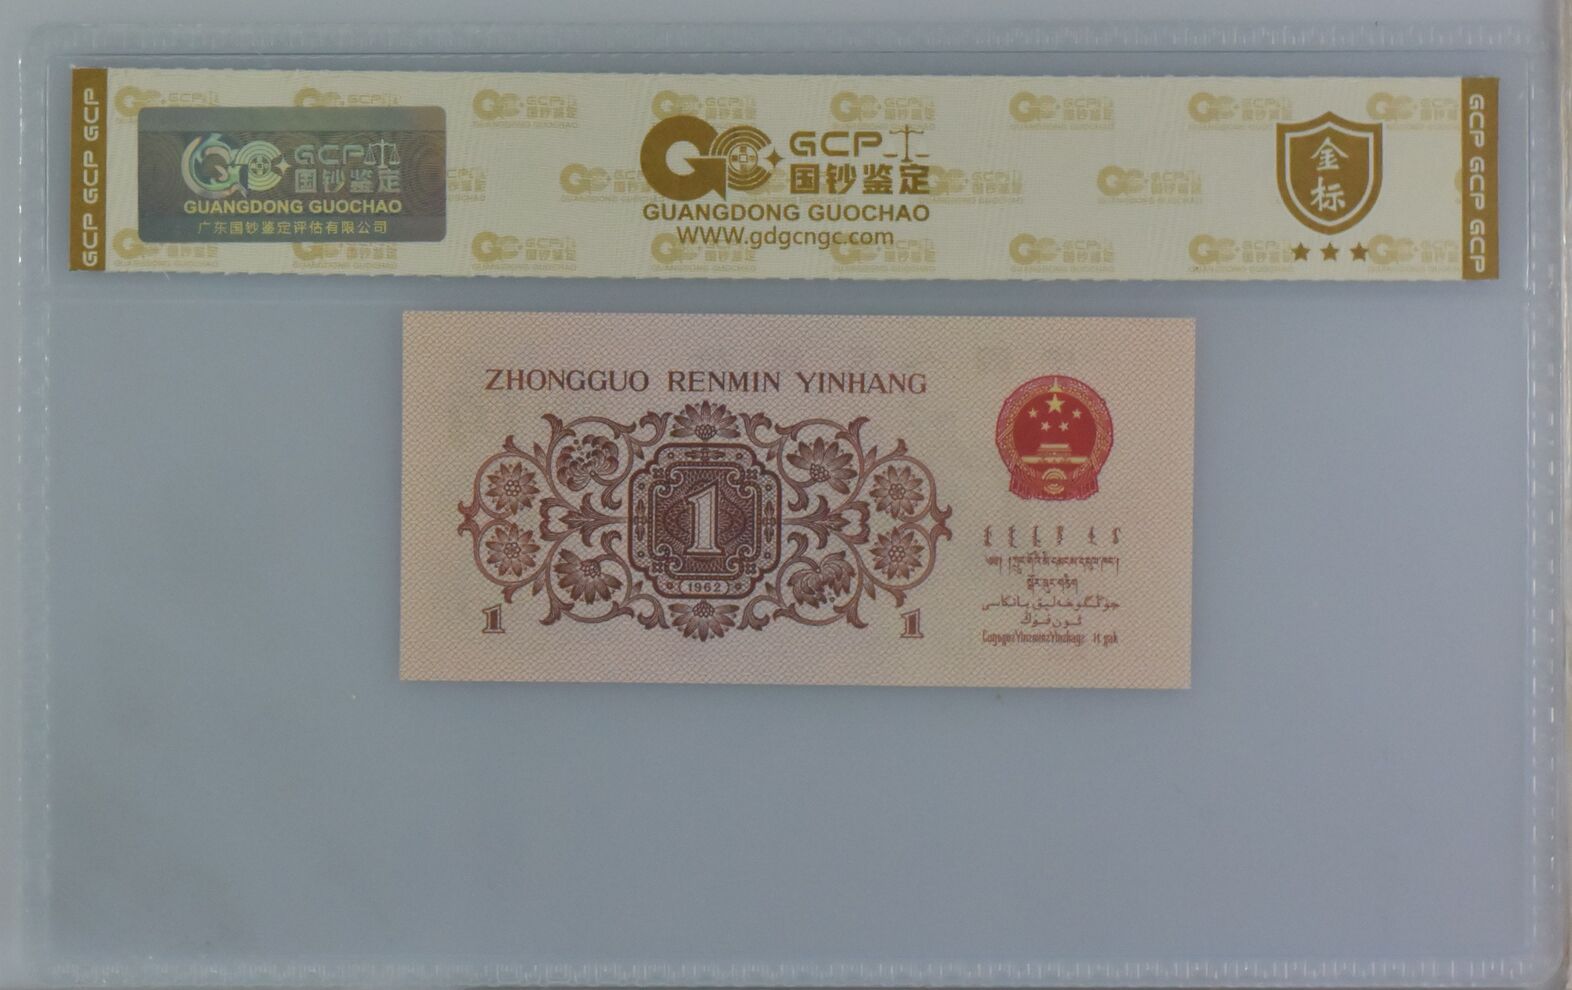 GCP GCP GCP
GCP
国钞鉴定
GUANGDONG GUOCHAO
广东国钞鉴定评估有限公司
GCP
国钞鉴定
GUANGDONG GUOCHAO
WWW.gdgcngc.com
金标
GCP GCP GCP
ZHONGGUO RENMIN YINHANG
1
(1962)
1
1